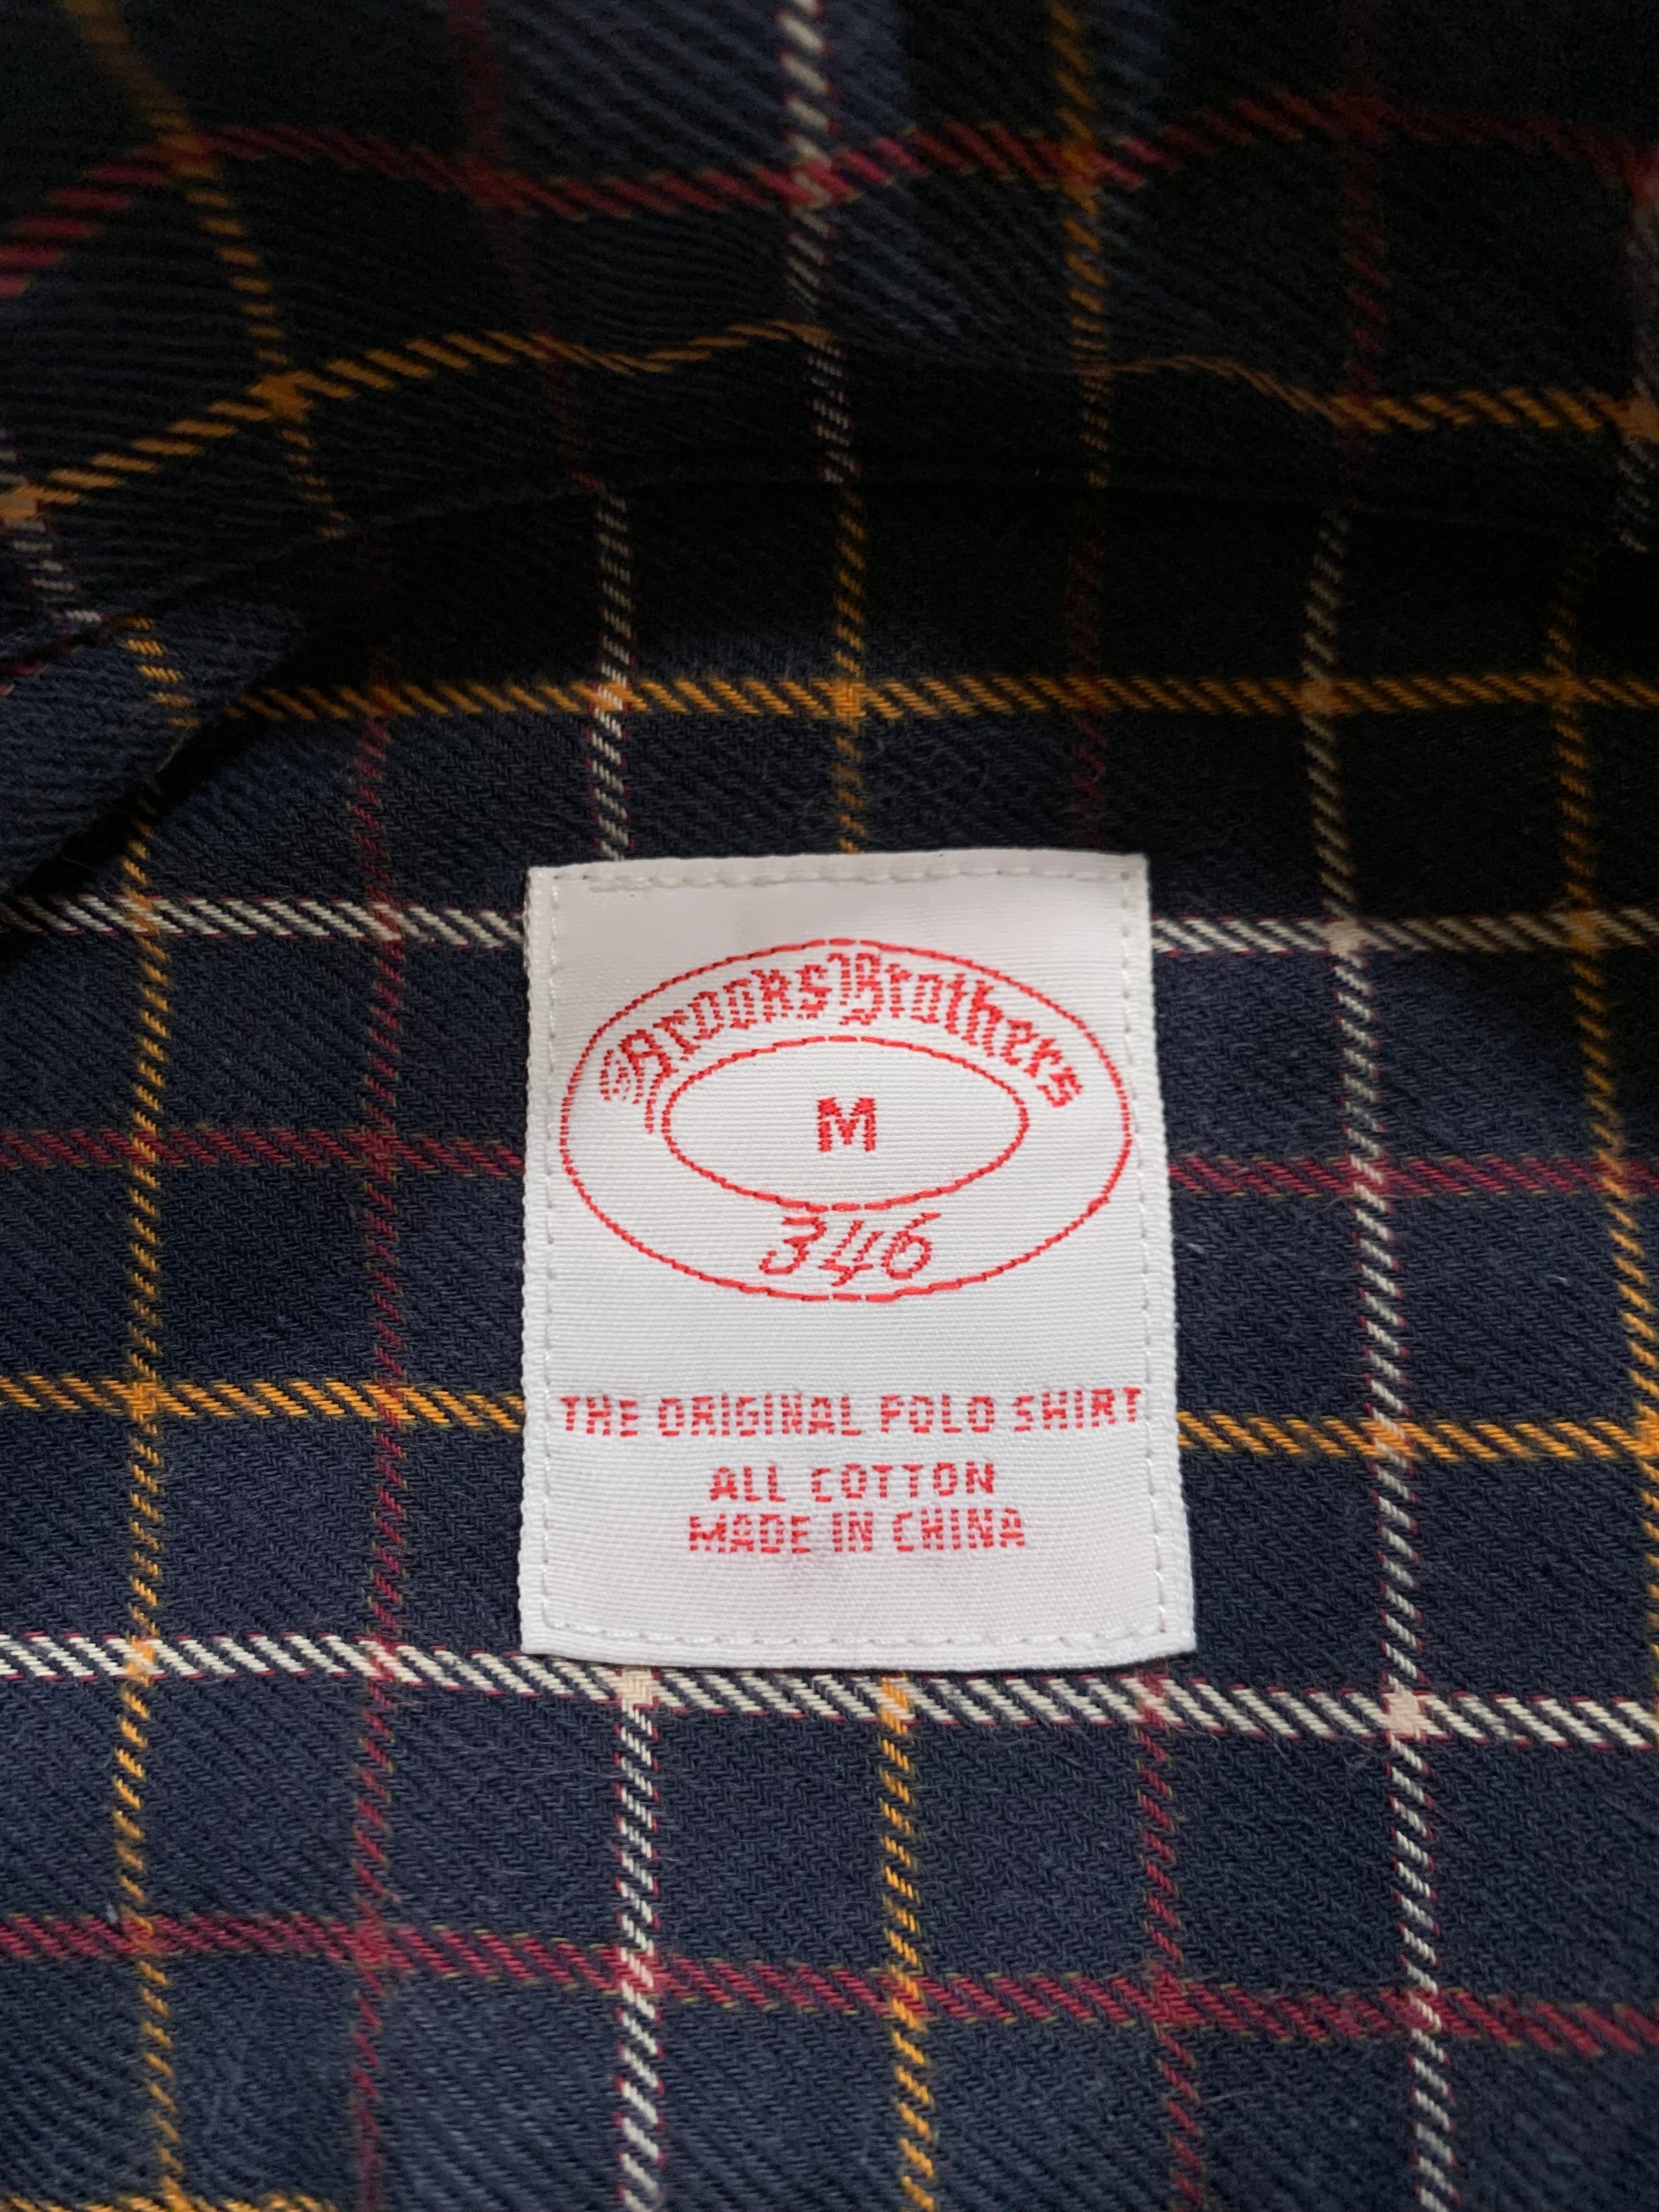 Brooks Brothers
M
346
THE ORIGINAL POLO SHIRT
ALL COTTON
MADE IN CHINA